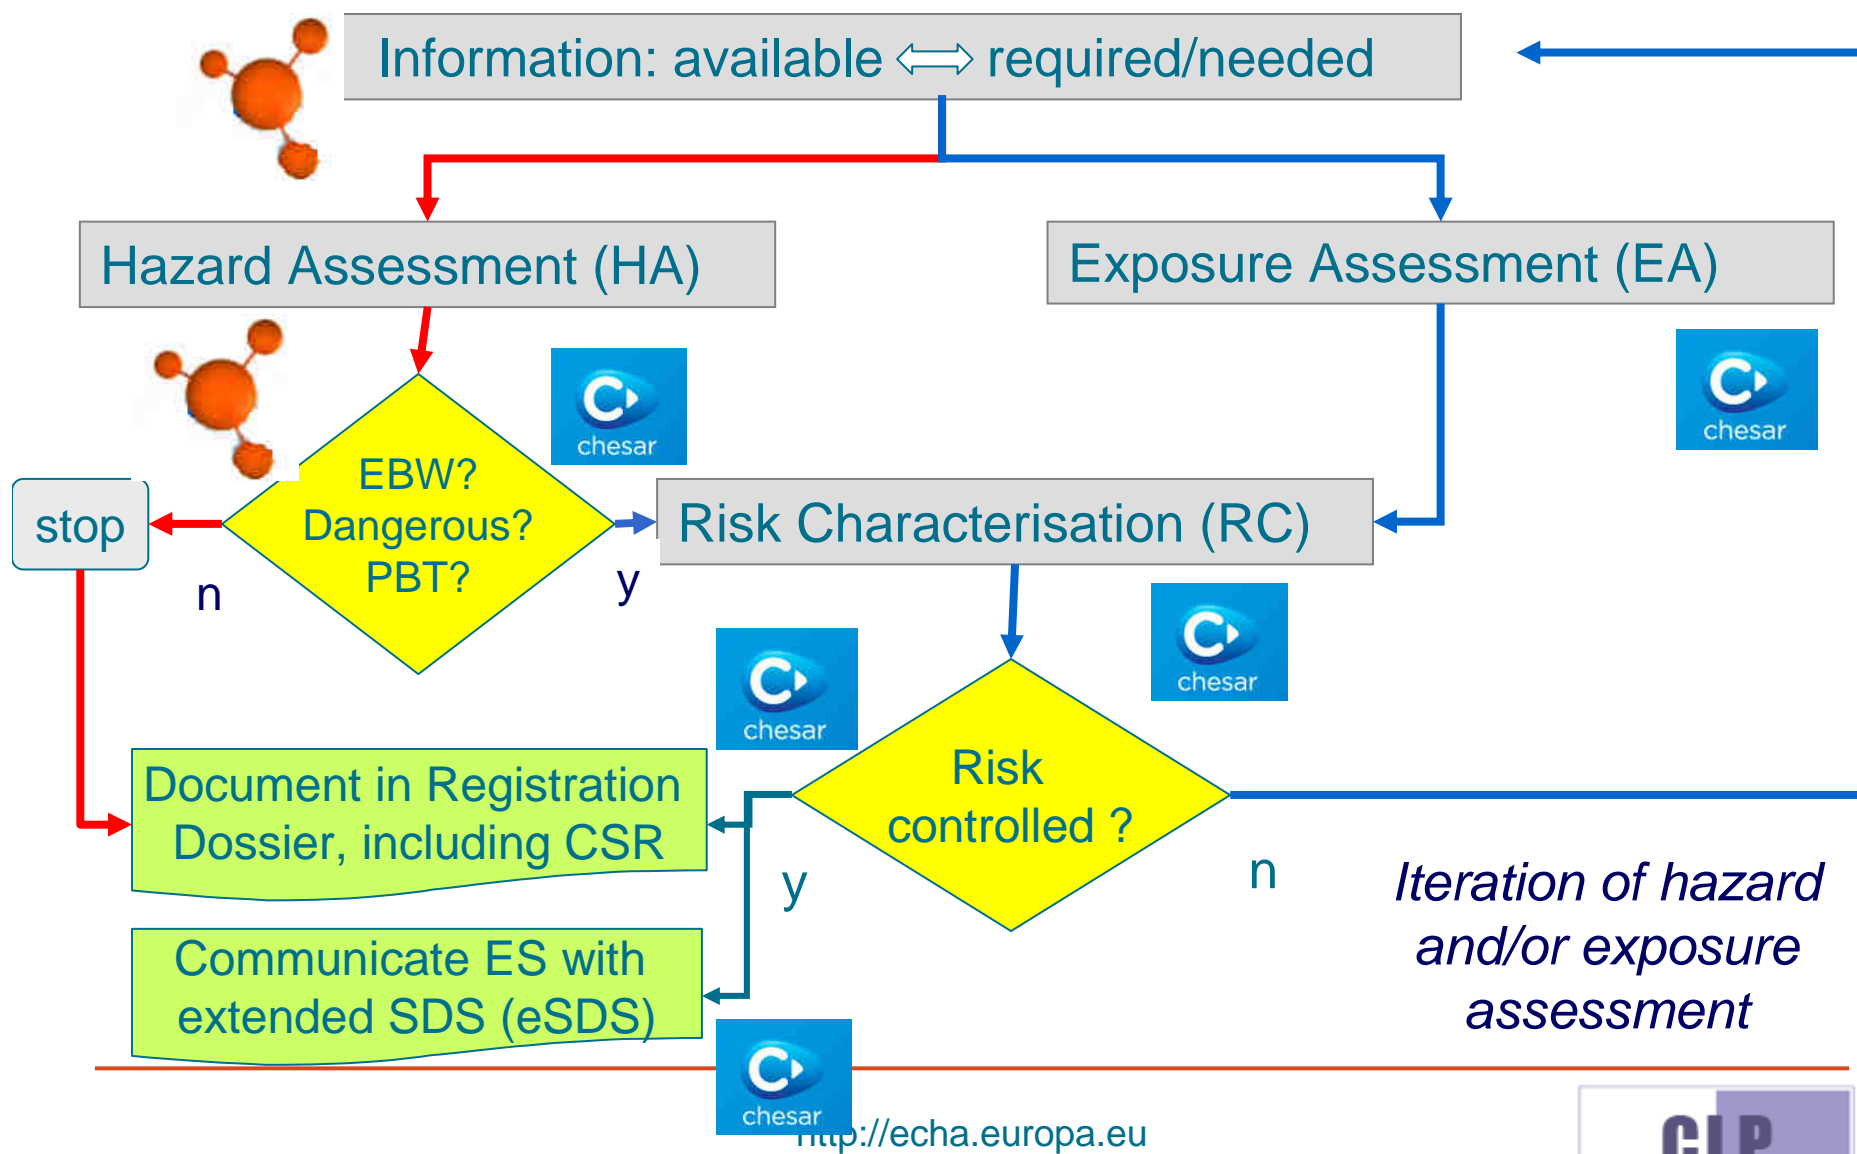 Information: available ⇔ required/needed
Hazard Assessment (HA)
Exposure Assessment (EA)
chesar
chesar
EBW?
Dangerous?
PBT?
stop
n
y
Risk Characterisation (RC)
chesar
chesar
Risk
controlled ?
Document in Registration
Dossier, including CSR
y
n
Iteration of hazard
and/or exposure
assessment
Communicate ES with
extended SDS (eSDS)
chesar
http://echa.europa.eu
CLP